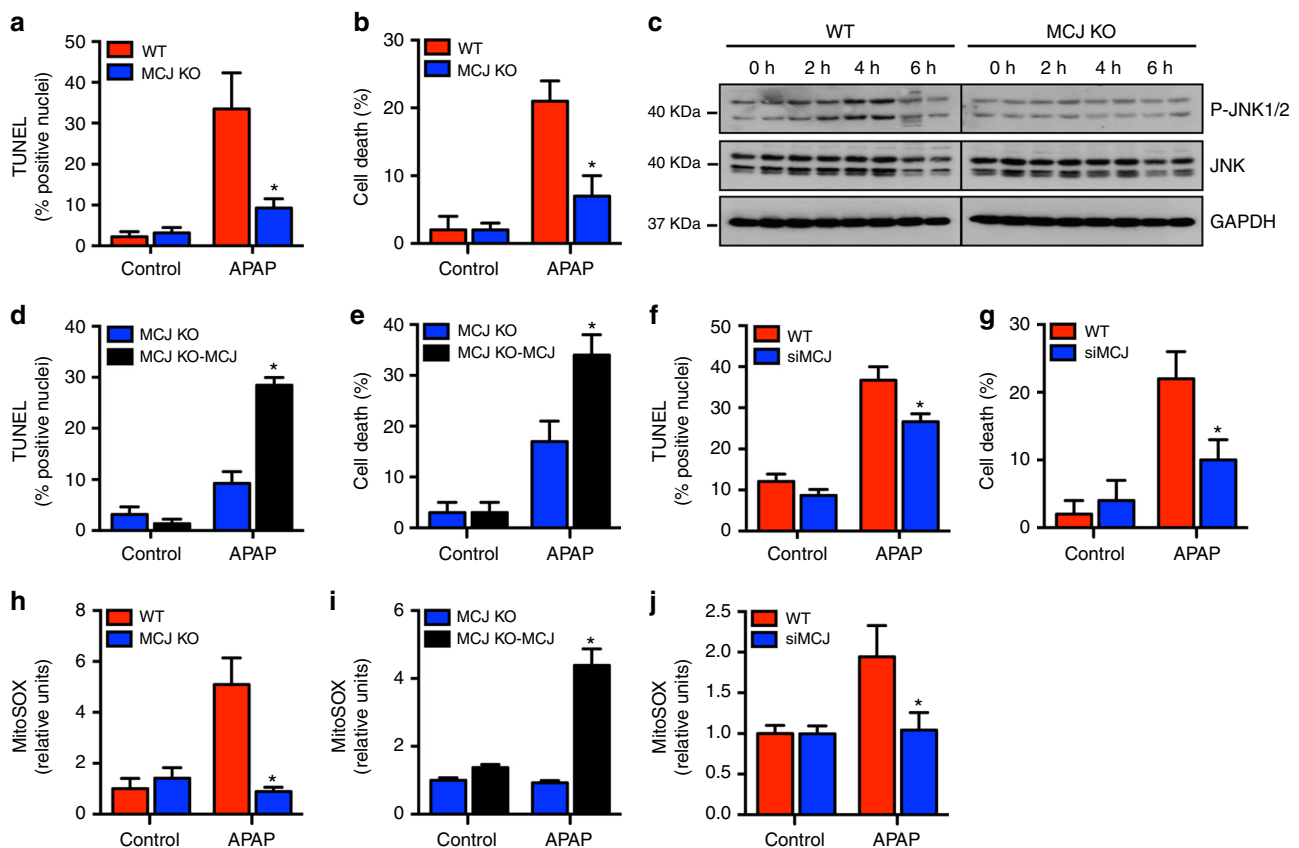 a
50
40
30
20
10
0
TUNEL
(% positive nuclei)
WT
MCJ KO
*
Control
APAP
b
30
20
10
0
Cell death (%)
WT
MCJ KO
*
Control
APAP
c
WT
MCJ KO
0 h 2 h 4 h 6 h
0 h 2 h 4 h 6 h
40 KDa
P-JNK1/2
40 KDa
JNK
37 KDa
GAPDH
d
40
30
20
10
0
TUNEL
(% positive nuclei)
MCJ KO
MCJ KO-MCJ
*
Control
APAP
e
40
30
20
10
0
Cell death (%)
MCJ KO
MCJ KO-MCJ
*
Control
APAP
f
50
40
30
20
10
0
TUNEL
(% positive nuclei)
WT
siMCJ
*
Control
APAP
g
30
20
10
0
Cell death (%)
WT
siMCJ
*
Control
APAP
h
8
6
4
2
0
MitoSOX
(relative units)
WT
MCJ KO
*
Control
APAP
i
6
4
2
0
MitoSOX
(relative units)
MCJ KO
MCJ KO-MCJ
*
Control
APAP
j
2.5
2.0
1.5
1.0
0.5
0.0
MitoSOX
(relative units)
WT
siMCJ
*
Control
APAP